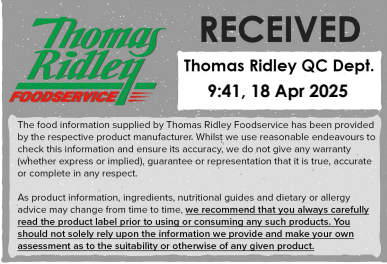 Thomas
Ridley
FOODSERVICE
RECEIVED
Thomas Ridley QC Dept.
9:41, 18 Apr 2025
The food information supplied by Thomas Ridley Foodservice has been provided
by the respective product manufacturer. Whilst we use reasonable endeavours to
check this information and ensure its accuracy, we do not give any warranty
(whether express or implied), guarantee or representation that it is true, accurate
or complete in any respect.
As product information, ingredients, nutritional guides and dietary or allergy
advice may change from time to time, we recommend that you always carefully
read the product label prior to using or consuming any such products. You
should not solely rely upon the information we provide and make your own
assessment as to the suitability or otherwise of any given product.